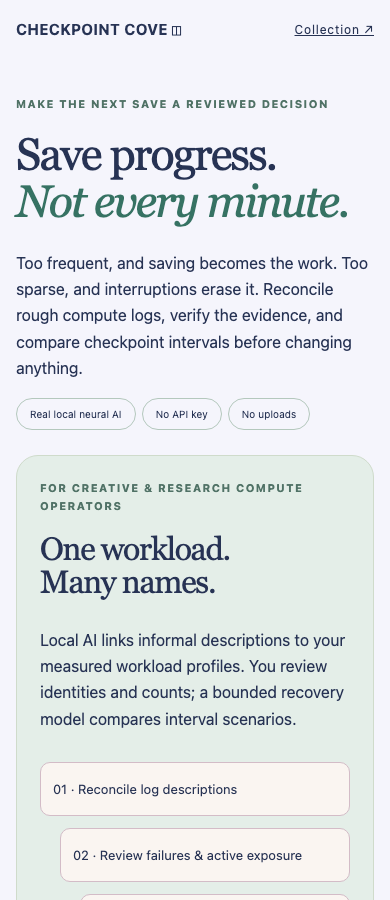 CHECKPOINT COVE
Collection ↗
MAKE THE NEXT SAVE A REVIEWED DECISION
Save progress.
Not every minute.
Too frequent, and saving becomes the work. Too
sparse, and interruptions erase it. Reconcile
rough compute logs, verify the evidence, and
compare checkpoint intervals before changing
anything.
Real local neural AI
No API key
No uploads
FOR CREATIVE & RESEARCH COMPUTE
OPERATORS
One workload.
Many names.
Local AI links informal descriptions to your
measured workload profiles. You review
identities and counts; a bounded recovery
model compares interval scenarios.
01 · Reconcile log descriptions
02 · Review failures & active exposure